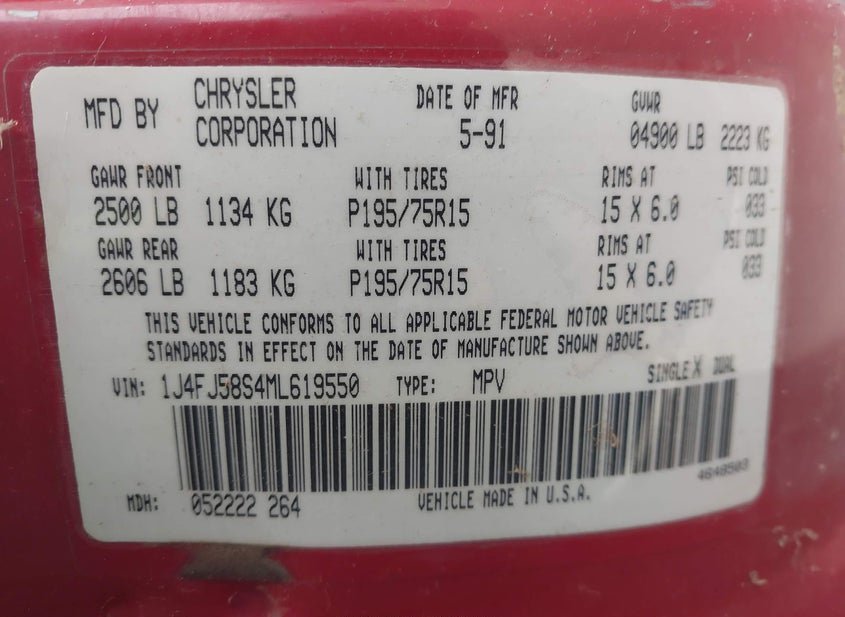 MFD BY CHRYSLER CORPORATION DATE OF MFR 5-91 GVWR 04900 LB 2223 KG
GAWR FRONT WITH TIRES RIMS AT PSI COLD
2500 LB 1134 KG P195/75R15 15 X 6.0 033
GAWR REAR WITH TIRES RIMS AT PSI COLD
2606 LB 1183 KG P195/75R15 15 X 6.0 033
THIS VEHICLE CONFORMS TO ALL APPLICABLE FEDERAL MOTOR VEHICLE SAFETY
STANDARDS IN EFFECT ON THE DATE OF MANUFACTURE SHOWN ABOVE.
VIN: 1J4FJ58S4ML619550 TYPE: MPV SINGLE X DUAL
4648503
MDH: 052222 264 VEHICLE MADE IN U.S.A.